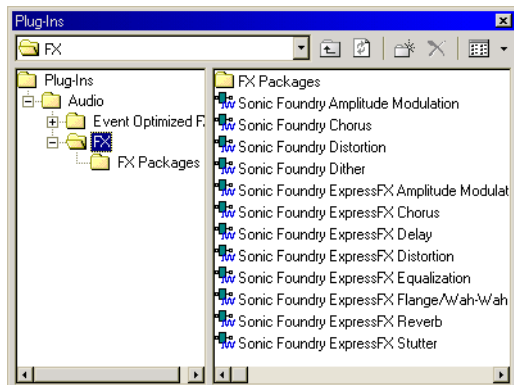 Plug-Ins
FX
Plug-Ins
Audio
Event Optimized F
FX
FX Packages
FX Packages
Sonic Foundry Amplitude Modulation
Sonic Foundry Chorus
Sonic Foundry Distortion
Sonic Foundry Dither
Sonic Foundry ExpressFX Amplitude Modulat
Sonic Foundry ExpressFX Chorus
Sonic Foundry ExpressFX Delay
Sonic Foundry ExpressFX Distortion
Sonic Foundry ExpressFX Equalization
Sonic Foundry ExpressFX Flange/Wah-Wah
Sonic Foundry ExpressFX Reverb
Sonic Foundry ExpressFX Stutter